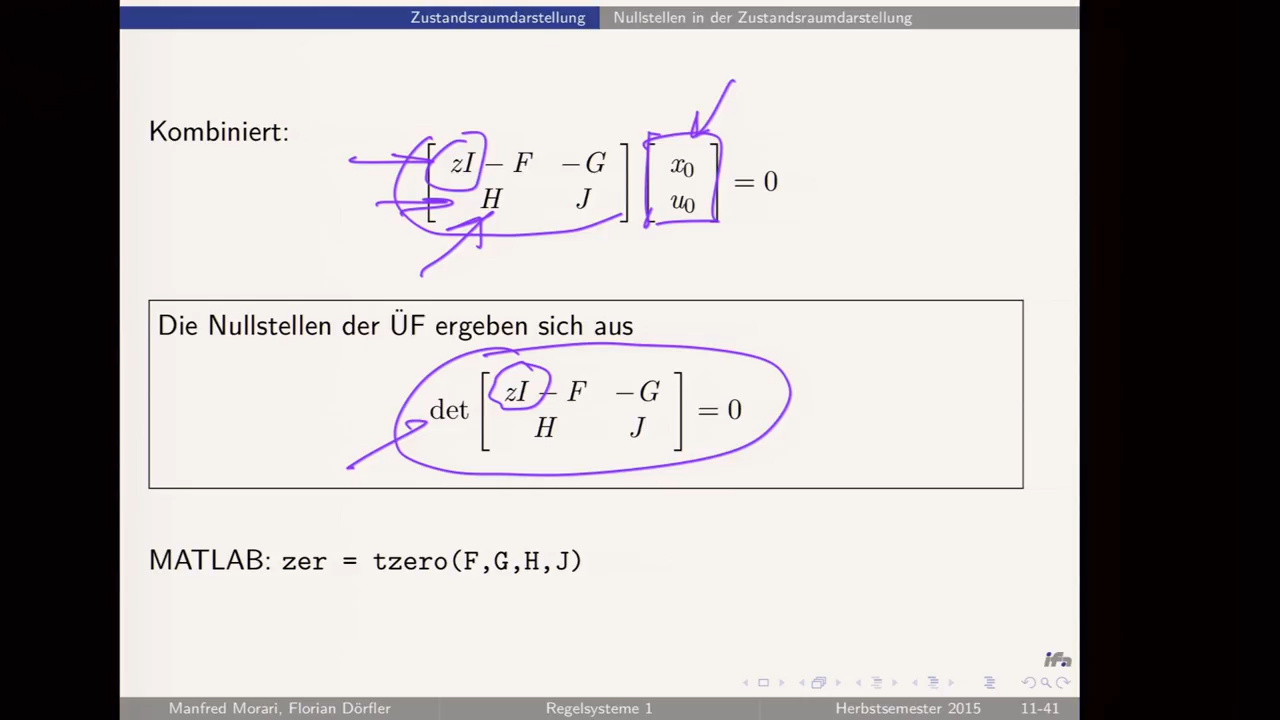 Zustandsraumdarstellung Nullstellen in der Zustandsraumdarstellung
Kombiniert:
[ zI − F −G ] [ x₀ ] = 0
[ H J ] [ u₀ ]
Die Nullstellen der ÜF ergeben sich aus
det [ zI − F −G ] = 0
[ H J ]
MATLAB: zer = tzero(F,G,H,J)
ifa
Manfred Morari, Florian Dörfler Regelsysteme 1 Herbstsemester 2015 11-41